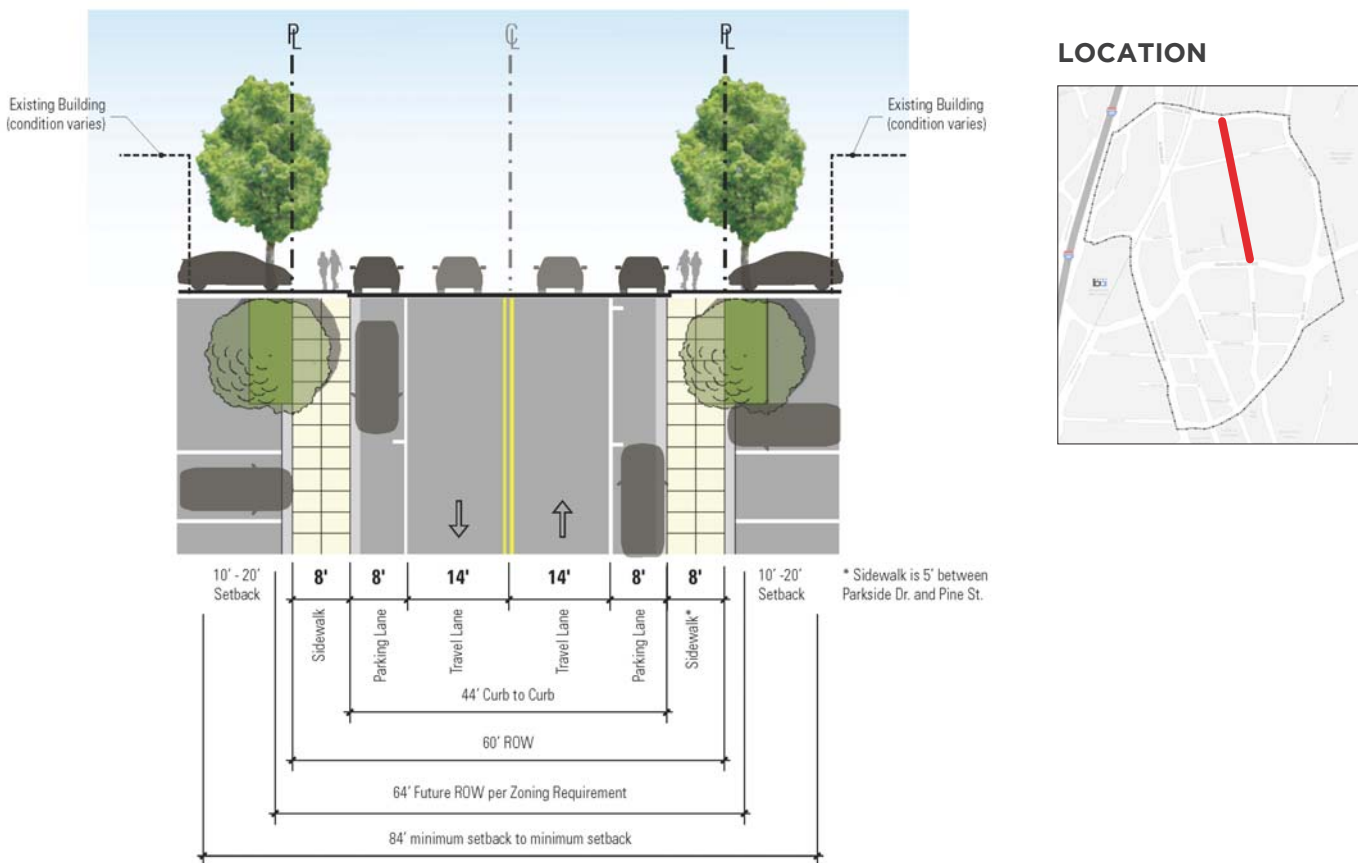 PL
CL
PL
LOCATION
Existing Building
(condition varies)
Existing Building
(condition varies)
10' - 20'
Setback
8'
8'
14'
14'
8'
8'
10' -20'
Setback
* Sidewalk is 5' between
Parkside Dr. and Pine St.
Sidewalk
Parking Lane
Travel Lane
Travel Lane
Parking Lane
Sidewalk*
44' Curb to Curb
60' ROW
64' Future ROW per Zoning Requirement
84' minimum setback to minimum setback